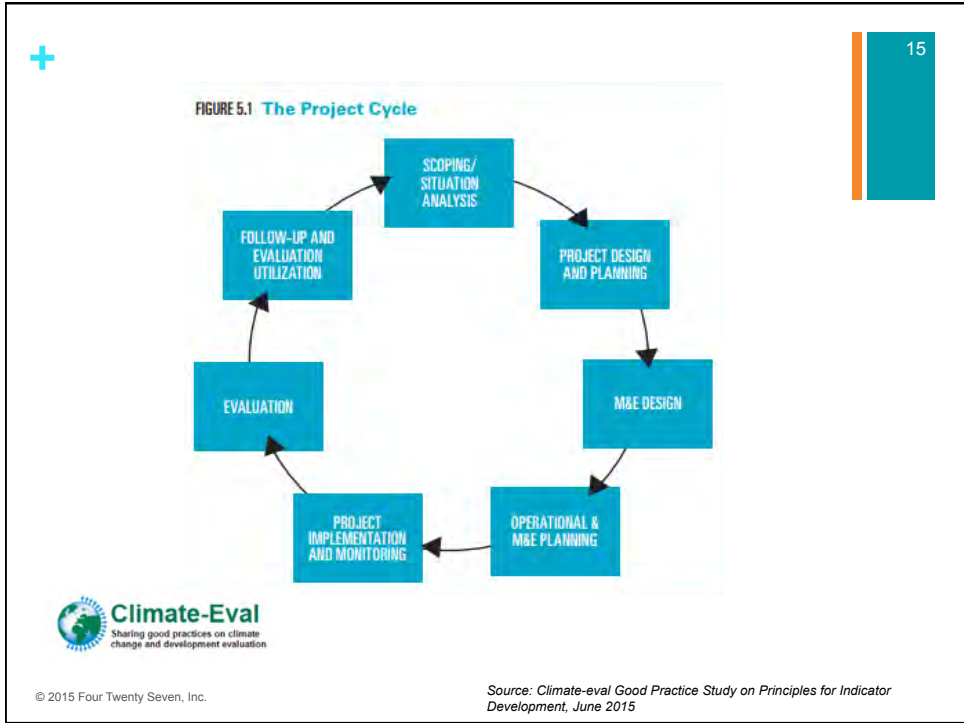 +
15
FIGURE 5.1 The Project Cycle
SCOPING/
SITUATION
ANALYSIS
PROJECT DESIGN
AND PLANNING
M&E DESIGN
OPERATIONAL &
M&E PLANNING
PROJECT
IMPLEMENTATION
AND MONITORING
EVALUATION
FOLLOW-UP AND
EVALUATION
UTILIZATION
Climate-Eval
Sharing good practices on climate
change and development evaluation
© 2015 Four Twenty Seven, Inc.
Source: Climate-eval Good Practice Study on Principles for Indicator
Development, June 2015